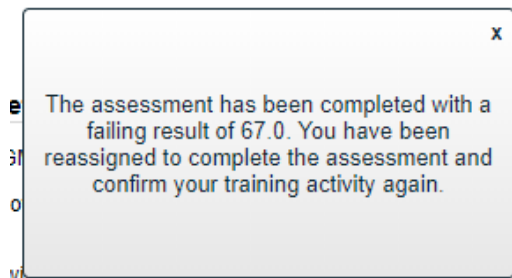 x
The assessment has been completed with a
failing result of 67.0. You have been
reassigned to complete the assessment and
confirm your training activity again.